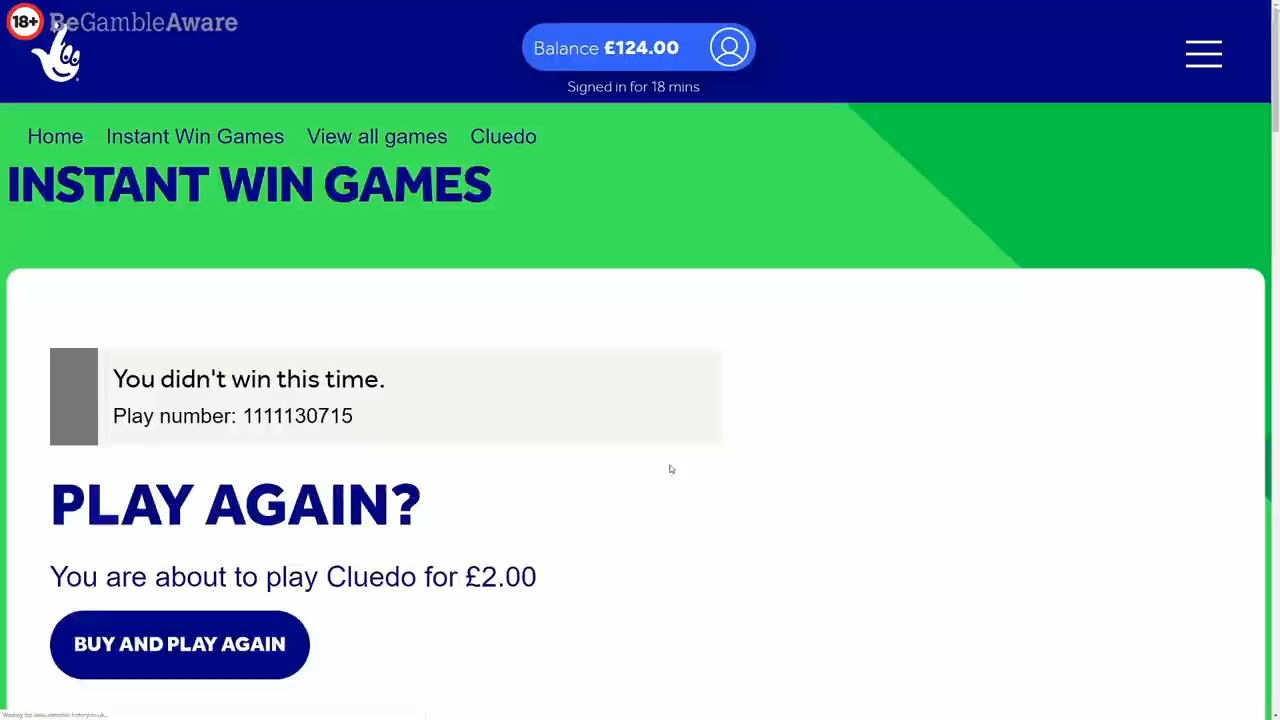 18+ BeGambleAware
Balance £124.00
Signed in for 18 mins
Home Instant Win Games View all games Cluedo
INSTANT WIN GAMES
You didn't win this time.
Play number: 1111130715
PLAY AGAIN?
You are about to play Cluedo for £2.00
BUY AND PLAY AGAIN